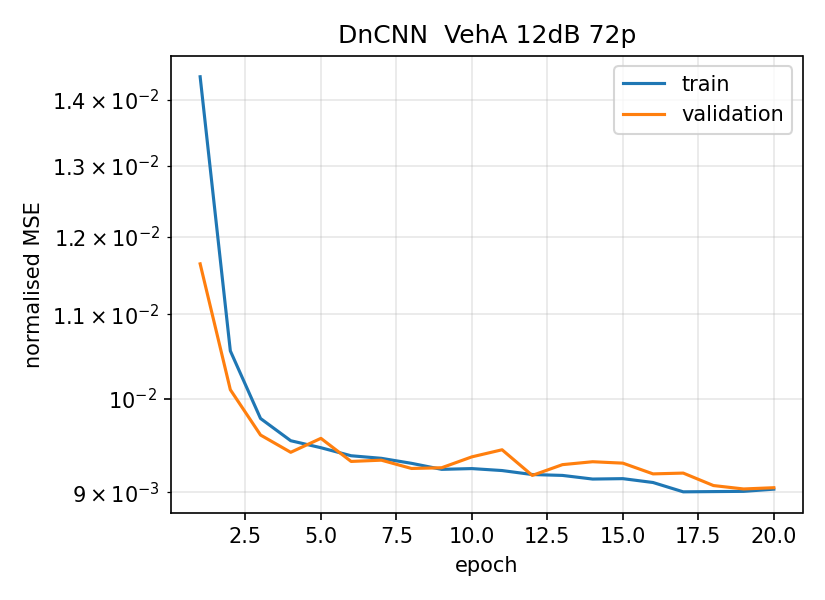 DnCNN  VehA 12dB 72p
train
validation
1.4 × 10⁻²
1.3 × 10⁻²
1.2 × 10⁻²
1.1 × 10⁻²
10⁻²
9 × 10⁻³
normalised MSE
2.5 5.0 7.5 10.0 12.5 15.0 17.5 20.0
epoch